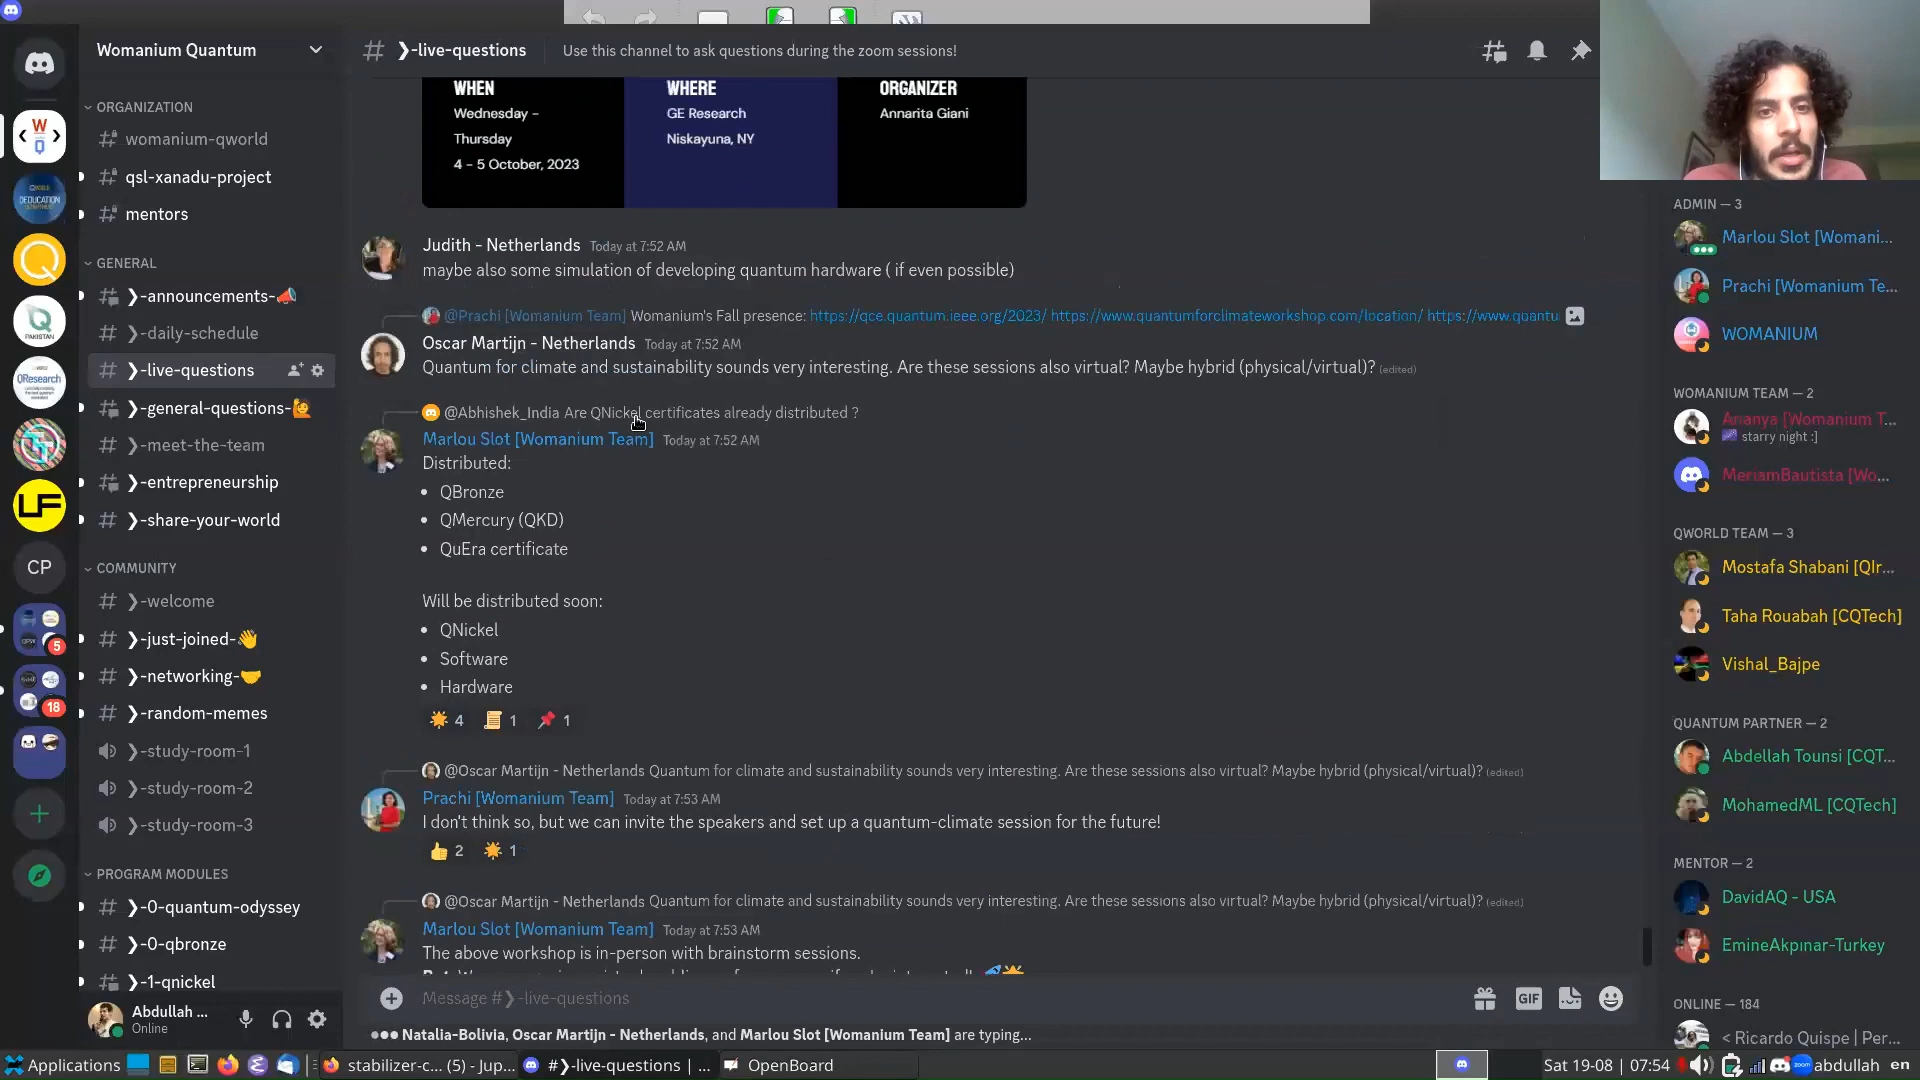 Womanium Quantum
ORGANIZATION
womanium-qworld
qsl-xanadu-project
mentors
GENERAL
❯-announcements-📣
❯-daily-schedule
❯-live-questions
❯-general-questions-🙋
❯-meet-the-team
❯-entrepreneurship
❯-share-your-world
COMMUNITY
❯-welcome
❯-just-joined-👋
❯-networking-🤝
❯-random-memes
❯-study-room-1
❯-study-room-2
❯-study-room-3
PROGRAM MODULES
❯-0-quantum-odyssey
❯-0-qbronze
❯-1-qnickel
Abdullah ...
Online
W
Q
PAKISTAN
QResearch
LF
CP
5
18
❯-live-questions
Use this channel to ask questions during the zoom sessions!
WHEN
Wednesday –
Thursday
4 – 5 October, 2023
WHERE
GE Research
Niskayuna, NY
ORGANIZER
Annarita Giani
Judith - Netherlands Today at 7:52 AM
maybe also some simulation of developing quantum hardware ( if even possible)
@Prachi [Womanium Team] Womanium's Fall presence: https://qce.quantum.ieee.org/2023/ https://www.quantumforclimateworkshop.com/location/ https://www.quantu
Oscar Martijn - Netherlands Today at 7:52 AM
Quantum for climate and sustainability sounds very interesting. Are these sessions also virtual? Maybe hybrid (physical/virtual)? (edited)
@Abhishek_India Are QNickel certificates already distributed ?
Marlou Slot [Womanium Team] Today at 7:52 AM
Distributed:
• QBronze
• QMercury (QKD)
• QuEra certificate
Will be distributed soon:
• QNickel
• Software
• Hardware
4 1 1
@Oscar Martijn - Netherlands Quantum for climate and sustainability sounds very interesting. Are these sessions also virtual? Maybe hybrid (physical/virtual)? (edited)
Prachi [Womanium Team] Today at 7:53 AM
I don't think so, but we can invite the speakers and set up a quantum-climate session for the future!
2 1
@Oscar Martijn - Netherlands Quantum for climate and sustainability sounds very interesting. Are these sessions also virtual? Maybe hybrid (physical/virtual)? (edited)
Marlou Slot [Womanium Team] Today at 7:53 AM
The above workshop is in-person with brainstorm sessions.
Message #❯-live-questions
GIF
Natalia-Bolivia, Oscar Martijn - Netherlands, and Marlou Slot [Womanium Team] are typing...
ADMIN — 3
Marlou Slot [Womani...
Prachi [Womanium Te...
WOMANIUM
WOMANIUM TEAM — 2
Ananya [Womanium T...
starry night :]
MeriamBautista [Wo...
QWORLD TEAM — 3
Mostafa Shabani [QIr...
Taha Rouabah [CQTech]
Vishal_Bajpe
QUANTUM PARTNER — 2
Abdellah Tounsi [CQT...
MohamedML [CQTech]
MENTOR — 2
DavidAQ - USA
EmineAkpınar-Turkey
ONLINE — 184
< Ricardo Quispe | Per...
Applications
stabilizer-c... (5) - Jup...
#❯-live-questions | ...
OpenBoard
Sat 19-08 | 07:54
zoom
abdullah
en